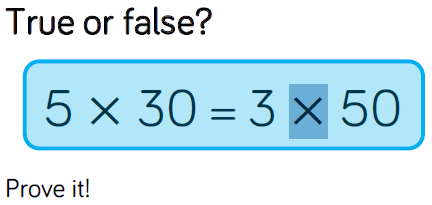 True or false?
5 × 30 = 3 × 50
Prove it!